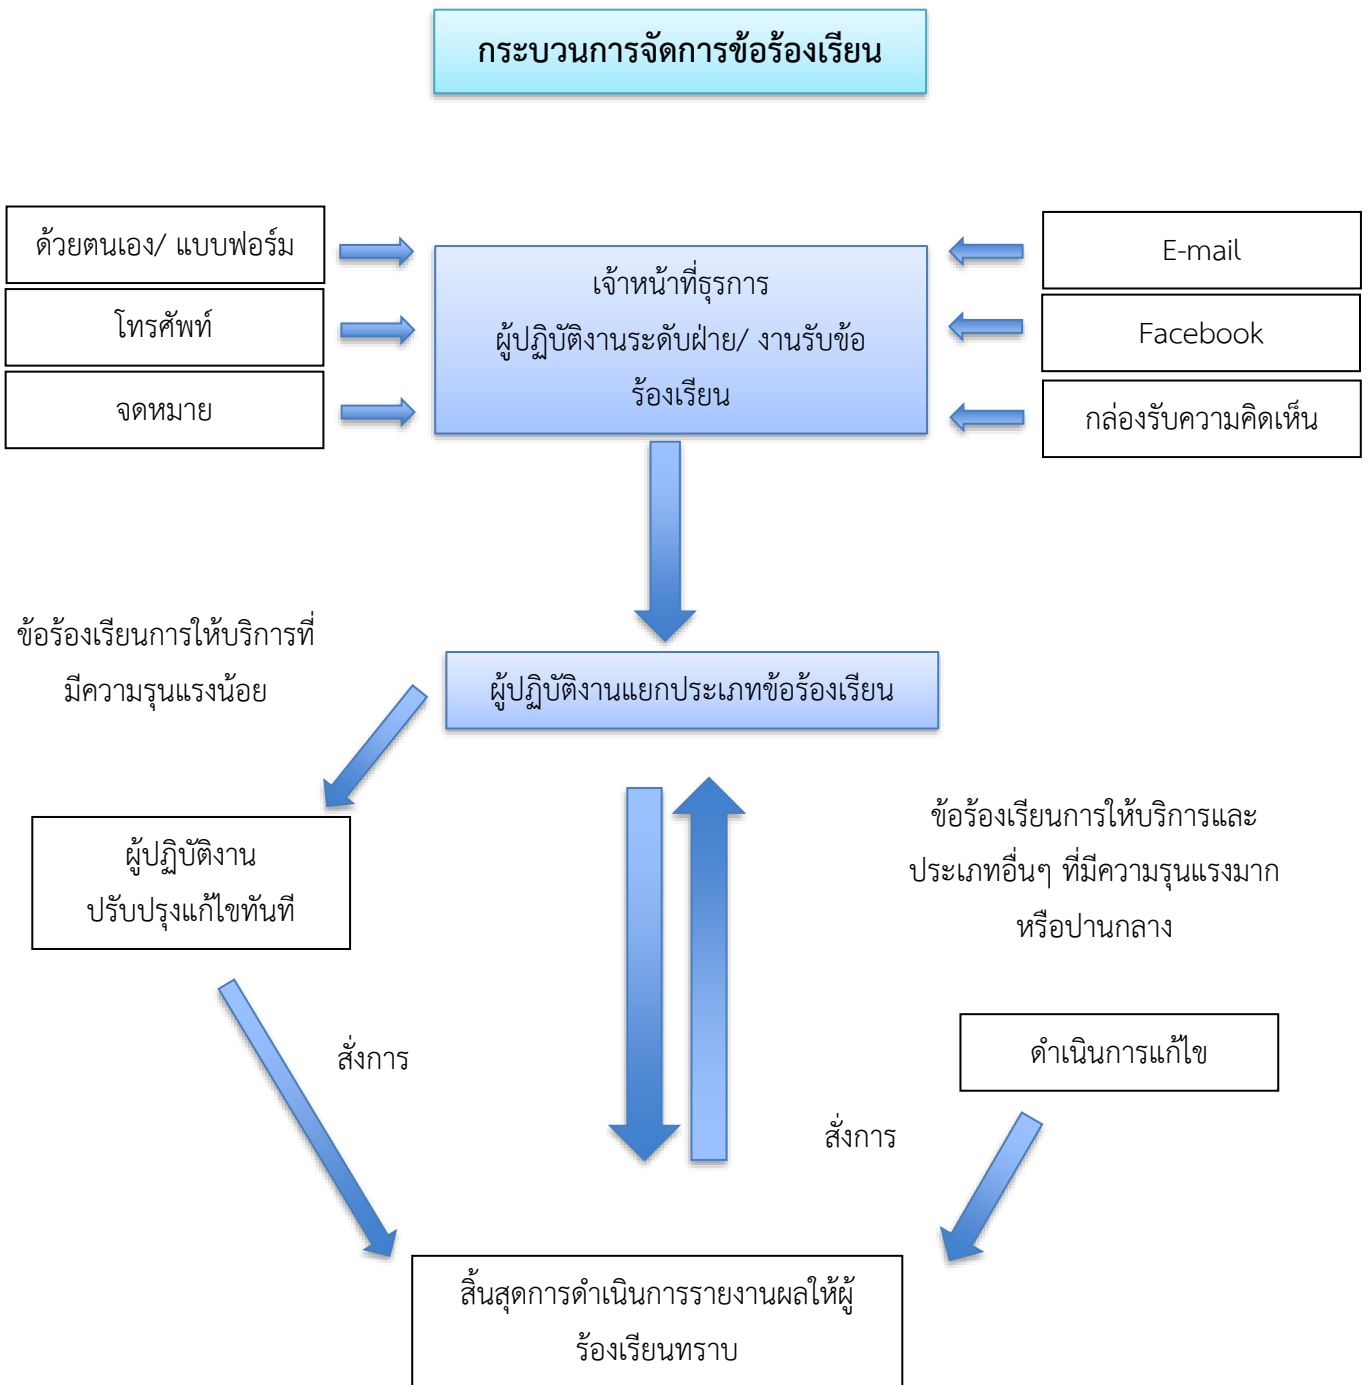 กระบวนการจัดการข้อร้องเรียน
ด้วยตนเอง/ แบบฟอร์ม
โทรศัพท์
จดหมาย
เจ้าหน้าที่ธุรการ
ผู้ปฏิบัติงานระดับฝ่าย/ งานรับข้อ
ร้องเรียน
E-mail
Facebook
กล่องรับความคิดเห็น
ข้อร้องเรียนการให้บริการที่
มีความรุนแรงน้อย
ผู้ปฏิบัติงานแยกประเภทข้อร้องเรียน
ผู้ปฏิบัติงาน
ปรับปรุงแก้ไขทันที
ข้อร้องเรียนการให้บริการและ
ประเภทอื่นๆ ที่มีความรุนแรงมาก
หรือปานกลาง
สั่งการ
ดำเนินการแก้ไข
สั่งการ
สิ้นสุดการดำเนินการรายงานผลให้ผู้
ร้องเรียนทราบ